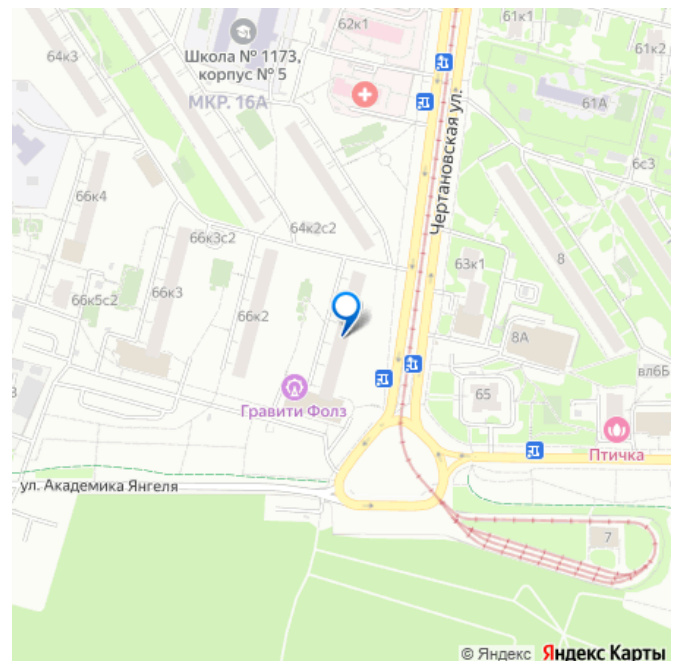 62к1
61к1
64к3
61к2
Школа № 1173,
корпус № 5
МКР. 16А
61А
Чертановская ул.
6с3
66к4
64к2с2
66к3с2
63к1
8
66к5с2
66к3
66к2
8А
вл6Б
65
Гравити Фолз
Птичка
ул. Академика Янгеля
7
© Яндекс Яндекс Карты